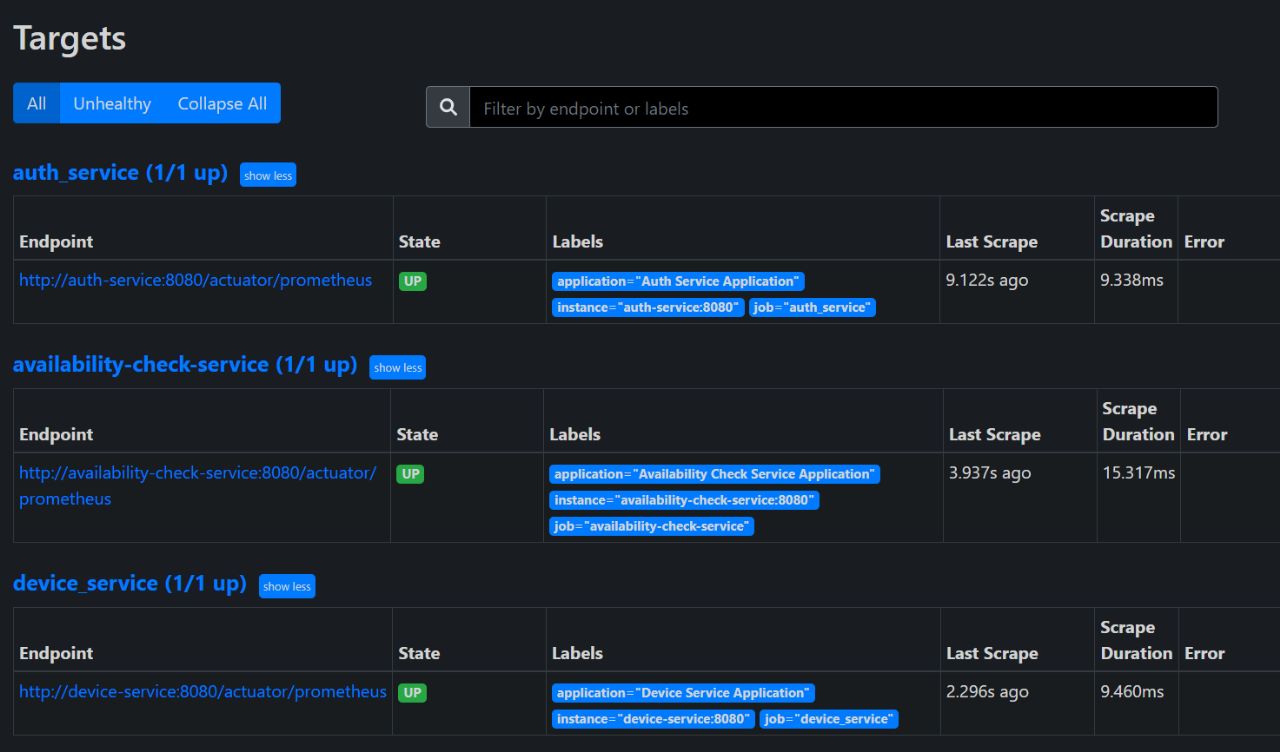 Targets
All Unhealthy Collapse All
Filter by endpoint or labels
auth_service (1/1 up) show less
Endpoint State Labels Last Scrape Scrape Duration Error
http://auth-service:8080/actuator/prometheus UP application="Auth Service Application" 9.122s ago 9.338ms
instance="auth-service:8080" job="auth_service"
availability-check-service (1/1 up) show less
Endpoint State Labels Last Scrape Scrape Duration Error
http://availability-check-service:8080/actuator/ UP application="Availability Check Service Application" 3.937s ago 15.317ms
prometheus instance="availability-check-service:8080"
job="availability-check-service"
device_service (1/1 up) show less
Endpoint State Labels Last Scrape Scrape Duration Error
http://device-service:8080/actuator/prometheus UP application="Device Service Application" 2.296s ago 9.460ms
instance="device-service:8080" job="device_service"